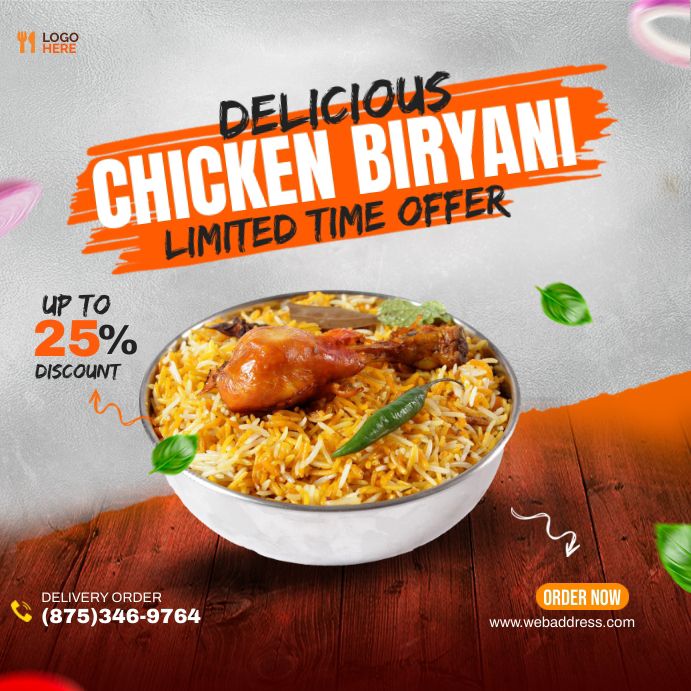 LOGO
HERE
DELICIOUS
CHICKEN BIRYANI
LIMITED TIME OFFER
UP TO
25%
DISCOUNT
DELIVERY ORDER
(875)346-9764
ORDER NOW
www.webaddress.com